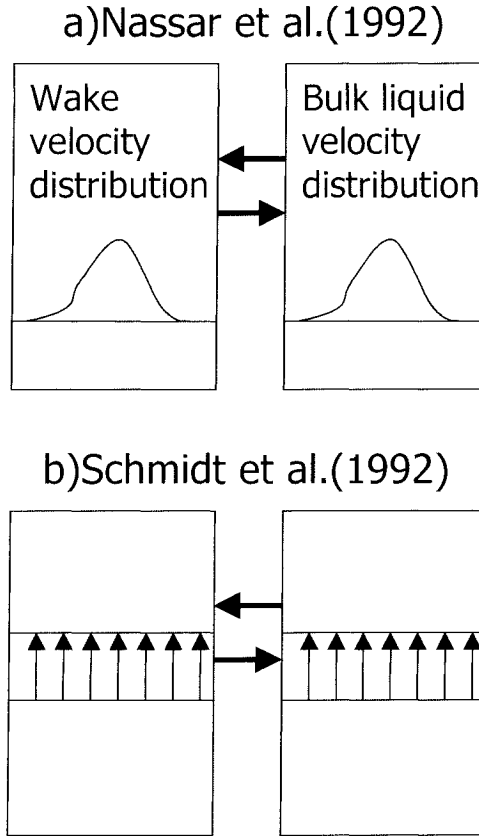 a)Nassar et al.(1992)
Wake
velocity
distribution
Bulk liquid
velocity
distribution
b)Schmidt et al.(1992)